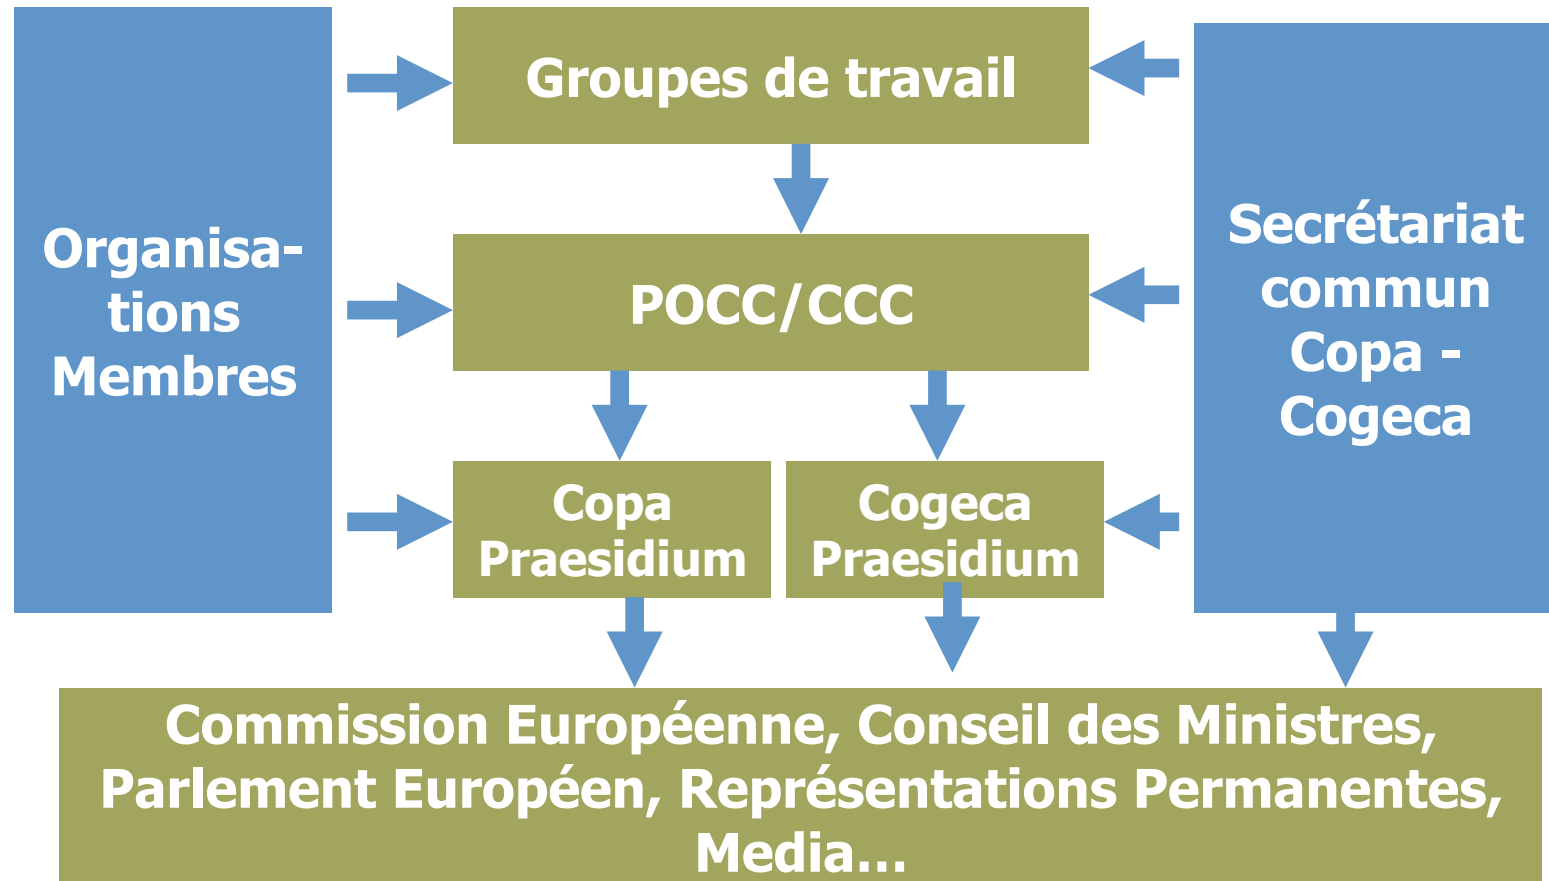 Groupes de travail
Organisa-
tions
Membres
POCC/CCC
Secrétariat
commun
Copa -
Cogeca
Copa
Praesidium
Cogeca
Praesidium
Commission Européenne, Conseil des Ministres,
Parlement Européen, Représentations Permanentes,
Media...